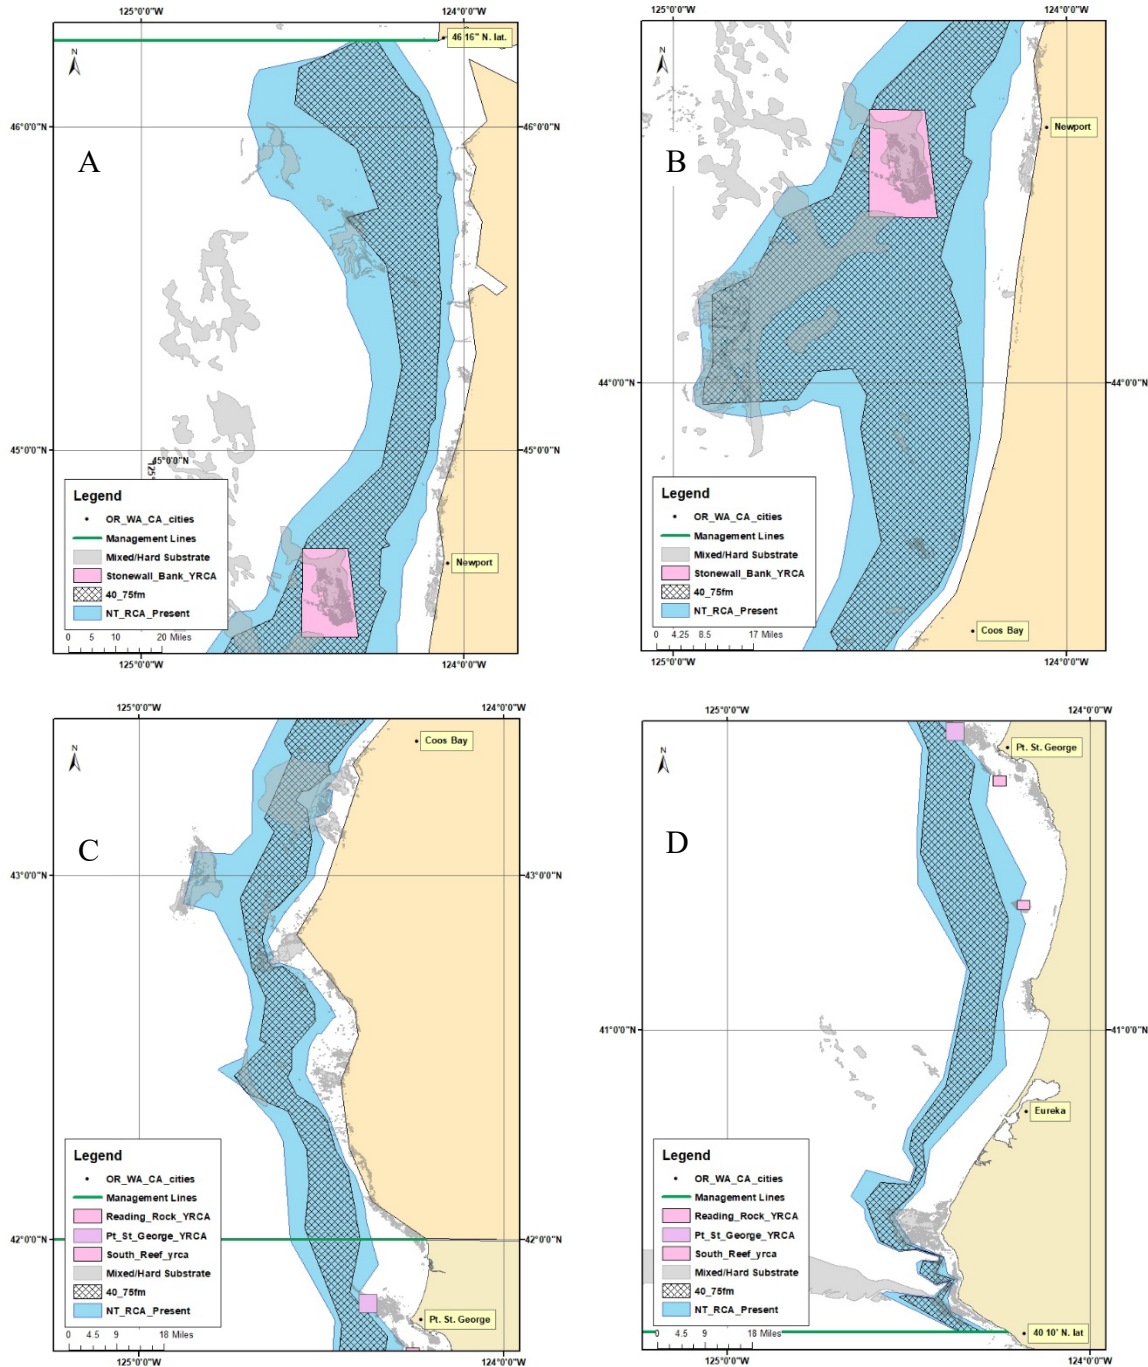 125°0'0"W
124°0'0"W
46 16" N. lat.
N
46°0'0"N
46°0'0"N
A
45°0'0"N
45°0'0"N
45°0'0"N
Legend
OR_WA_CA_cities
Management Lines
Mixed/Hard Substrate
Stonewall_Bank_YRCA
40_75fm
NT_RCA_Present
0 5 10 20 Miles
Newport
125°0'0"W
124°0'0"W
125°0'0"W
124°0'0"W
N
B
Newport
44°0'0"N
44°0'0"N
Legend
OR_WA_CA_cities
Management Lines
Mixed/Hard Substrate
Stonewall_Bank_YRCA
40_75fm
NT_RCA_Present
0 4.25 8.5 17 Miles
Coos Bay
125°0'0"W
124°0'0"W
125°0'0"W
124°0'0"W
N
Coos Bay
C
43°0'0"N
43°0'0"N
Legend
OR_WA_CA_cities
Management Lines
Reading_Rock_YRCA
Pt_St_George_YRCA
South_Reef_yrca
Mixed/Hard Substrate
40_75fm
NT_RCA_Present
0 4.5 9 18 Miles
42°0'0"N
42°0'0"N
Pt. St. George
125°0'0"W
124°0'0"W
125°0'0"W
124°0'0"W
N
Pt. St. George
D
41°0'0"N
41°0'0"N
Eureka
Legend
OR_WA_CA_cities
Management Lines
Reading_Rock_YRCA
Pt_St_George_YRCA
South_Reef_yrca
Mixed/Hard Substrate
40_75fm
NT_RCA_Present
0 4.5 9 18 Miles
40 10' N. lat
125°0'0"W
124°0'0"W